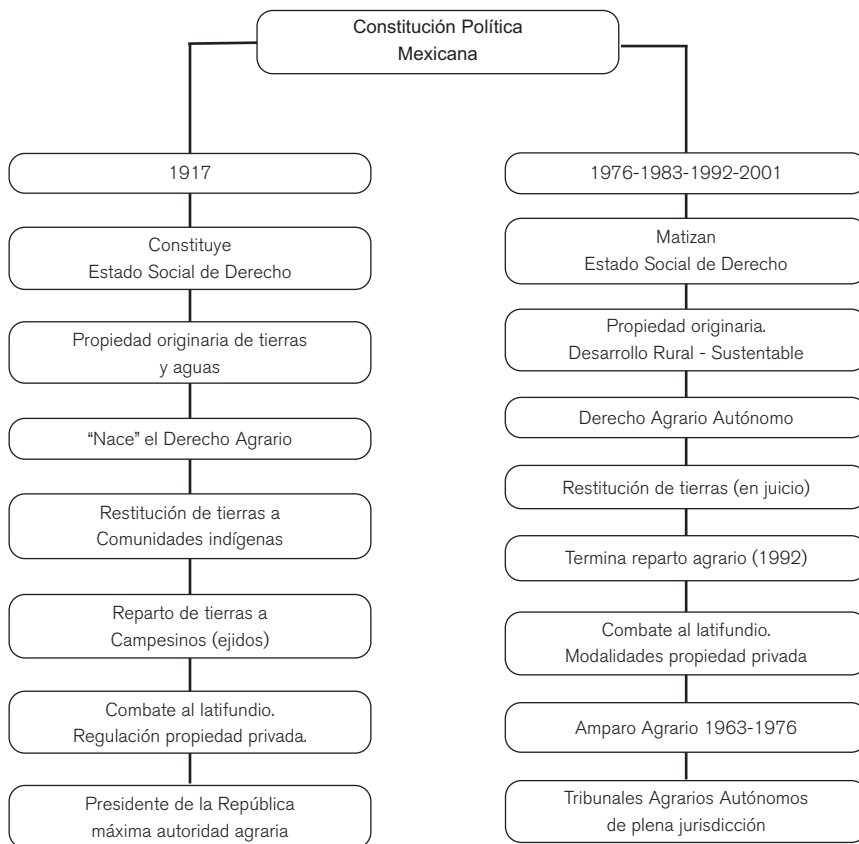 Constitución Política
Mexicana
1917
Constituye
Estado Social de Derecho
Propiedad originaria de tierras
y aguas
“Nace” el Derecho Agrario
Restitución de tierras a
Comunidades indígenas
Reparto de tierras a
Campesinos (ejidos)
Combate al latifundio.
Regulación propiedad privada.
Presidente de la República
máxima autoridad agraria
1976-1983-1992-2001
Matizan
Estado Social de Derecho
Propiedad originaria.
Desarrollo Rural - Sustentable
Derecho Agrario Autónomo
Restitución de tierras (en juicio)
Termina reparto agrario (1992)
Combate al latifundio.
Modalidades propiedad privada
Amparo Agrario 1963-1976
Tribunales Agrarios Autónomos
de plena jurisdicción